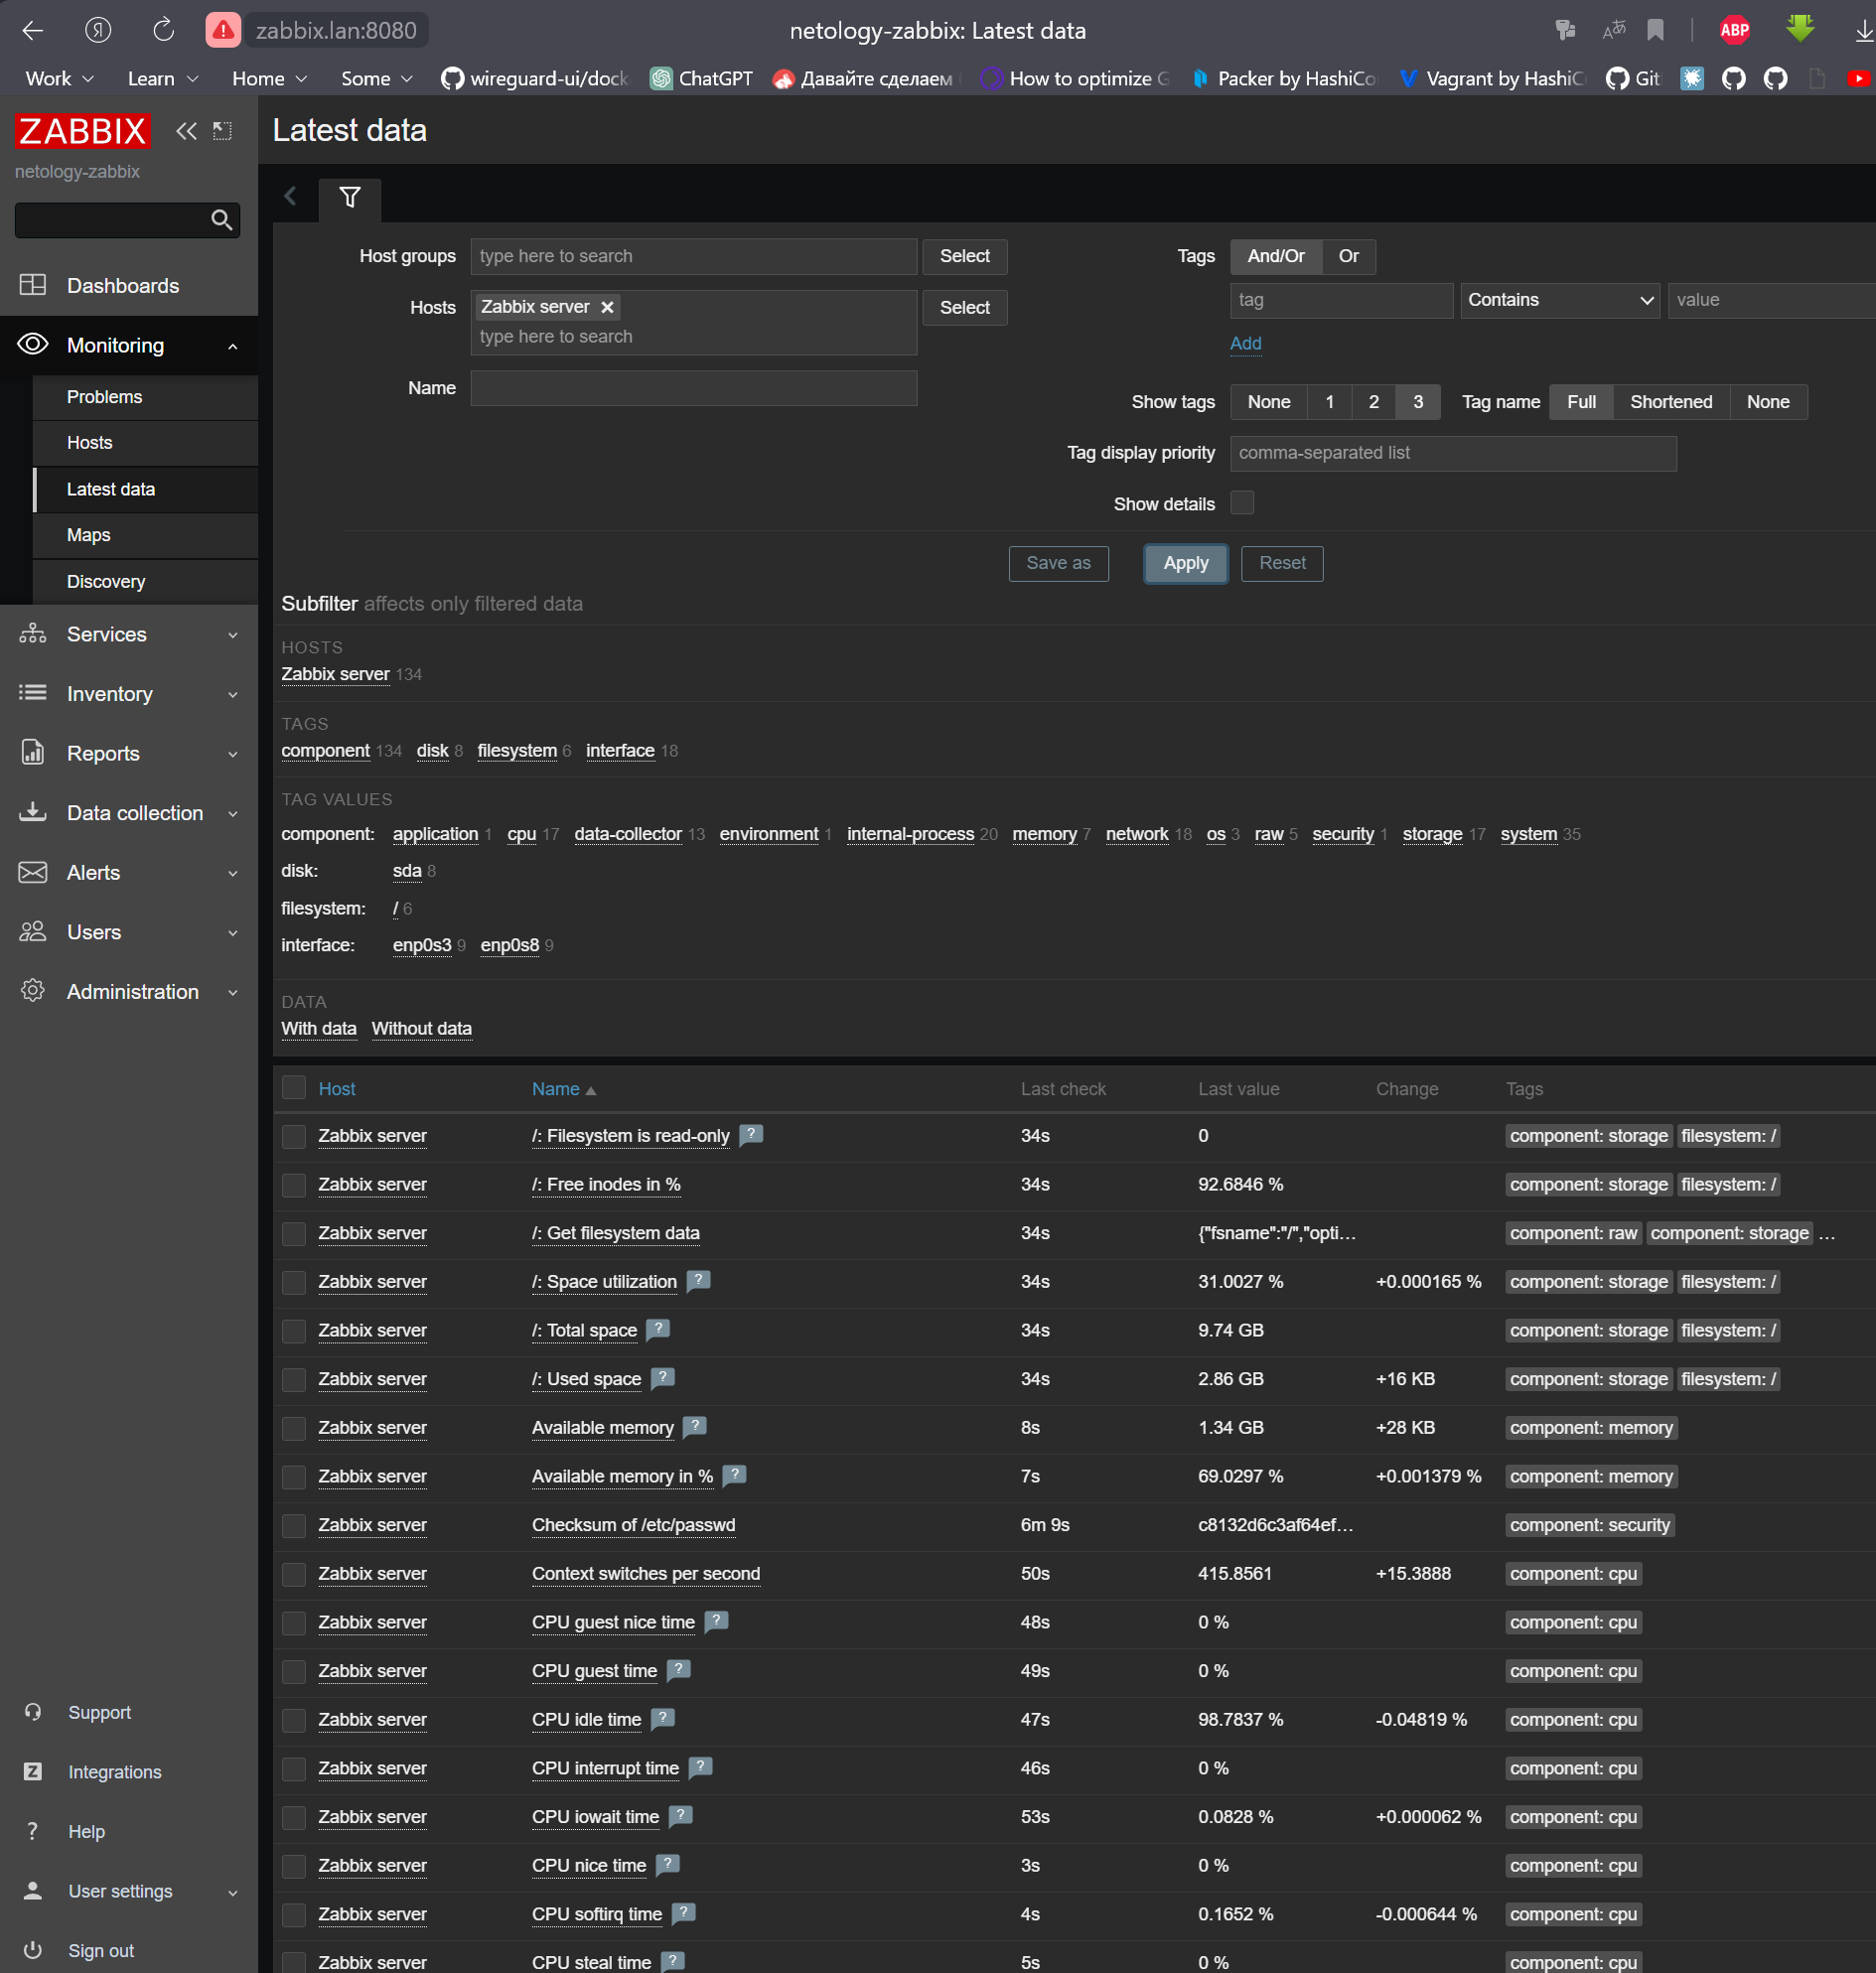 zabbix.lan:8080
netology-zabbix: Latest data
ABP
Work
Learn
Home
Some
wireguard-ui/dock
ChatGPT
Давайте сделаем
How to optimize G
Packer by HashiCo
Vagrant by HashiC
Git
ZABBIX
netology-zabbix
Dashboards
Monitoring
Problems
Hosts
Latest data
Maps
Discovery
Services
Inventory
Reports
Data collection
Alerts
Users
Administration
Support
Integrations
Help
User settings
Sign out
Latest data
Host groups type here to search Select
Hosts Zabbix server Select
type here to search
Name
Tags And/Or Or
tag Contains value
Add
Show tags None 1 2 3 Tag name Full Shortened None
Tag display priority comma-separated list
Show details
Save as Apply Reset
Subfilter affects only filtered data
HOSTS
Zabbix server 134
TAGS
component 134 disk 8 filesystem 6 interface 18
TAG VALUES
component: application 1 cpu 17 data-collector 13 environment 1 internal-process 20 memory 7 network 18 os 3 raw 5 security 1 storage 17 system 35
disk: sda 8
filesystem: / 6
interface: enp0s3 9 enp0s8 9
DATA
With data Without data
Host Name Last check Last value Change Tags
Zabbix server /: Filesystem is read-only ? 34s 0 component: storage filesystem: /
Zabbix server /: Free inodes in % 34s 92.6846 % component: storage filesystem: /
Zabbix server /: Get filesystem data 34s {"fsname":"/","opti... component: raw component: storage ...
Zabbix server /: Space utilization ? 34s 31.0027 % +0.000165 % component: storage filesystem: /
Zabbix server /: Total space ? 34s 9.74 GB component: storage filesystem: /
Zabbix server /: Used space ? 34s 2.86 GB +16 KB component: storage filesystem: /
Zabbix server Available memory ? 8s 1.34 GB +28 KB component: memory
Zabbix server Available memory in % ? 7s 69.0297 % +0.001379 % component: memory
Zabbix server Checksum of /etc/passwd 6m 9s c8132d6c3af64ef... component: security
Zabbix server Context switches per second 50s 415.8561 +15.3888 component: cpu
Zabbix server CPU guest nice time ? 48s 0 % component: cpu
Zabbix server CPU guest time ? 49s 0 % component: cpu
Zabbix server CPU idle time ? 47s 98.7837 % -0.04819 % component: cpu
Zabbix server CPU interrupt time ? 46s 0 % component: cpu
Zabbix server CPU iowait time ? 53s 0.0828 % +0.000062 % component: cpu
Zabbix server CPU nice time ? 3s 0 % component: cpu
Zabbix server CPU softirq time ? 4s 0.1652 % -0.000644 % component: cpu
Zabbix server CPU steal time ? 5s 0 % component: cpu